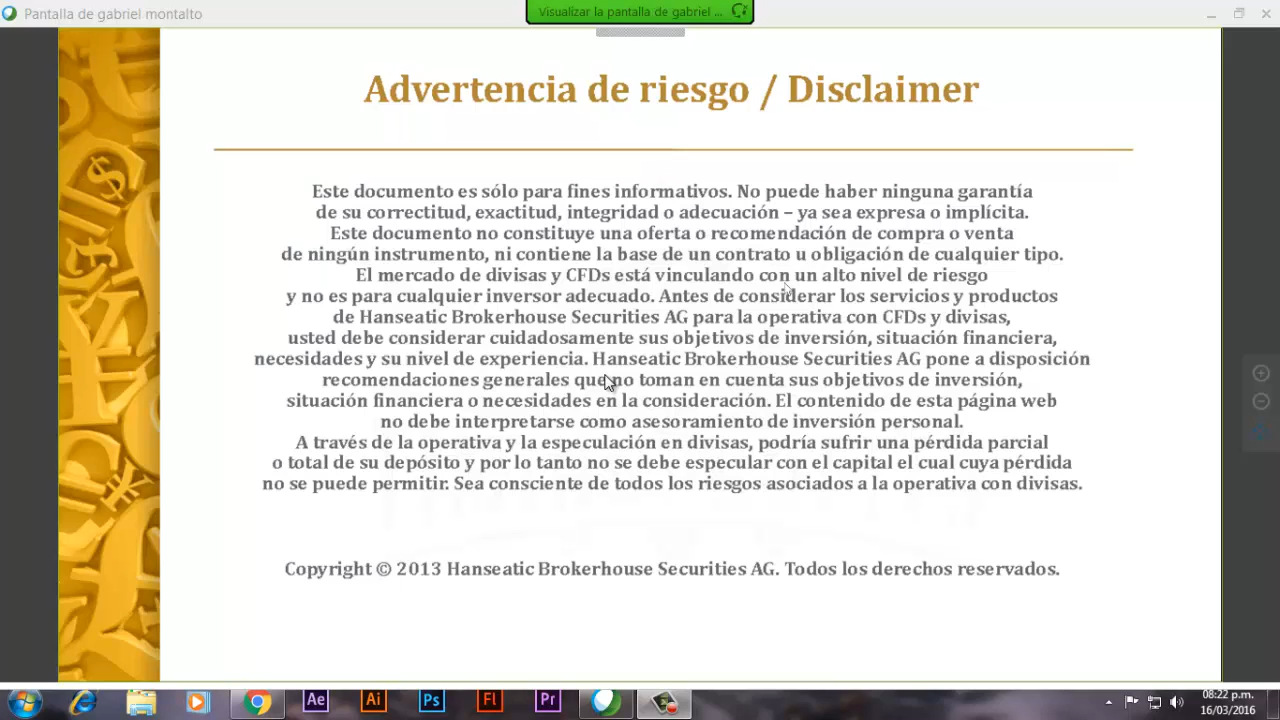 Pantalla de gabriel montalto
Visualizar la pantalla de gabriel ...
Advertencia de riesgo / Disclaimer
Este documento es sólo para fines informativos. No puede haber ninguna garantía
de su correctitud, exactitud, integridad o adecuación – ya sea expresa o implícita.
Este documento no constituye una oferta o recomendación de compra o venta
de ningún instrumento, ni contiene la base de un contrato u obligación de cualquier tipo.
El mercado de divisas y CFDs está vinculando con un alto nivel de riesgo
y no es para cualquier inversor adecuado. Antes de considerar los servicios y productos
de Hanseatic Brokerhouse Securities AG para la operativa con CFDs y divisas,
usted debe considerar cuidadosamente sus objetivos de inversión, situación financiera,
necesidades y su nivel de experiencia. Hanseatic Brokerhouse Securities AG pone a disposición
recomendaciones generales que no toman en cuenta sus objetivos de inversión,
situación financiera o necesidades en la consideración. El contenido de esta página web
no debe interpretarse como asesoramiento de inversión personal.
A través de la operativa y la especulación en divisas, podría sufrir una pérdida parcial
o total de su depósito y por lo tanto no se debe especular con el capital el cual cuya pérdida
no se puede permitir. Sea consciente de todos los riesgos asociados a la operativa con divisas.
Copyright © 2013 Hanseatic Brokerhouse Securities AG. Todos los derechos reservados.
Ae Ai Ps Fl Pr
08:22 p.m.
16/03/2016